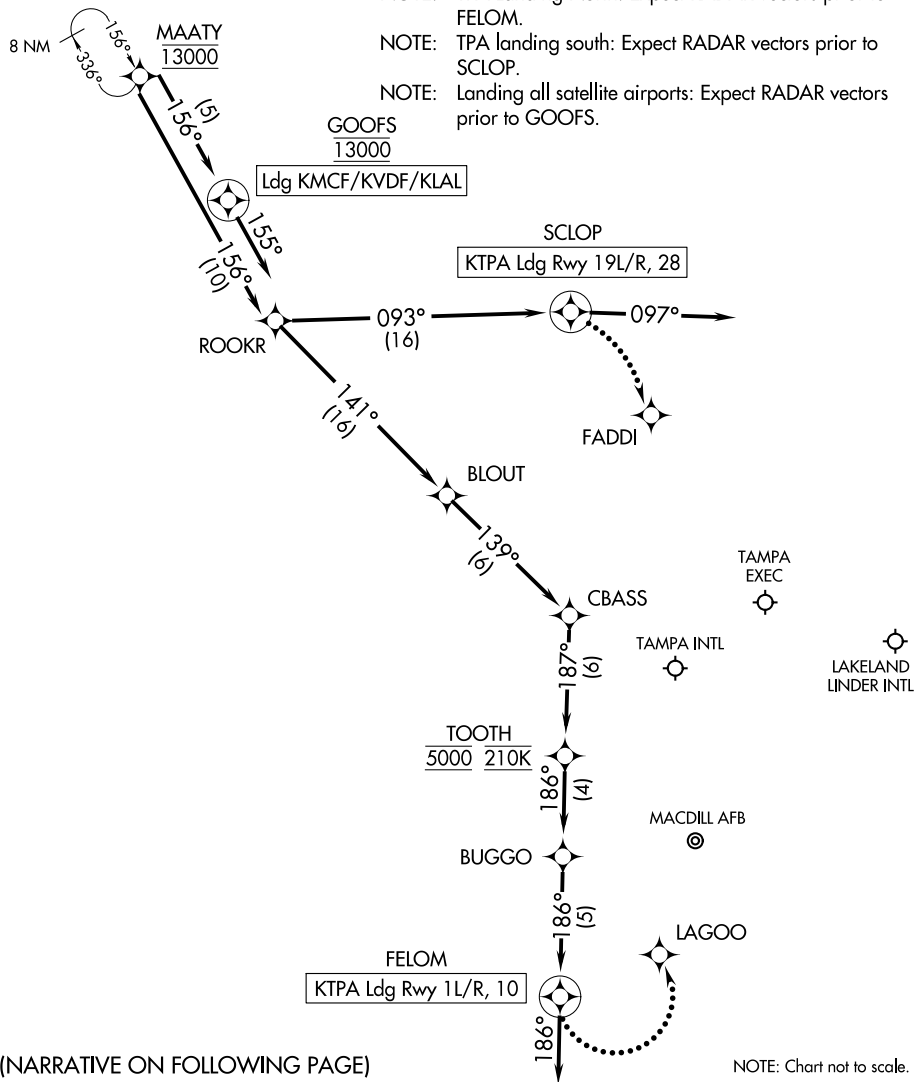 FELOM.
NOTE: TPA landing south: Expect RADAR vectors prior to
SCLOP.
NOTE: Landing all satellite airports: Expect RADAR vectors
prior to GOOFS.
8 NM
156°
336°
MAATY
13000
156°
(5)
GOOFS
13000
Ldg KMCF/KVDF/KLAL
155°
156°
(10)
SCLOP
KTPA Ldg Rwy 19L/R, 28
ROOKR
093°
(16)
097°
141°
(16)
FADDI
BLOUT
139°
(6)
CBASS
TAMPA
EXEC
TAMPA INTL
LAKELAND
LINDER INTL
187°
(6)
TOOTH
5000 210K
186°
(4)
MACDILL AFB
BUGGO
186°
(5)
LAGOO
FELOM
KTPA Ldg Rwy 1L/R, 10
186°
(NARRATIVE ON FOLLOWING PAGE)
NOTE: Chart not to scale.